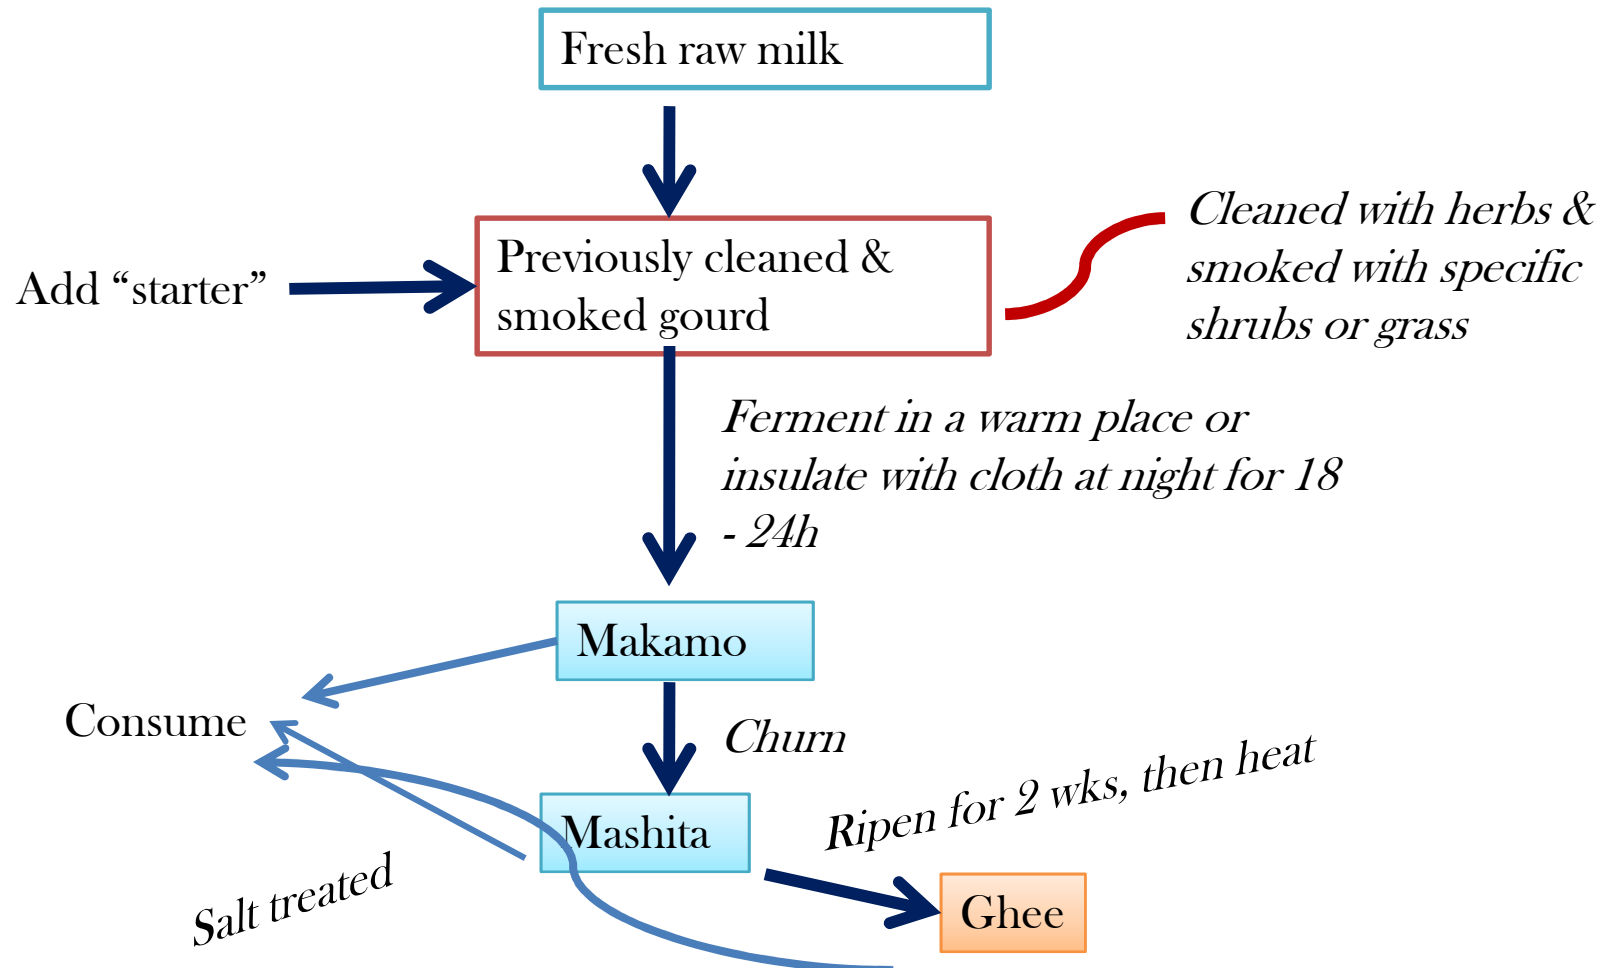 Fresh raw milk
Cleaned with herbs &
smoked with specific
shrubs or grass
Previously cleaned &
smoked gourd
Add “starter”
Ferment in a warm place or
insulate with cloth at night for 18
- 24h
Makamo
Consume
Churn
Ripen for 2 wks, then heat
Mashita
Salt treated
Ghee